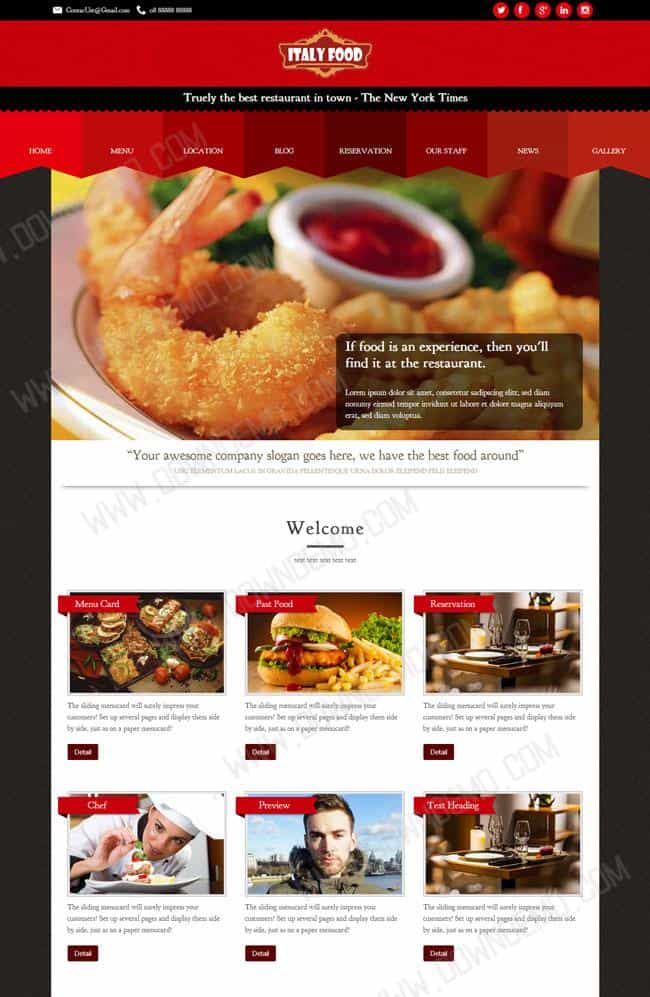 ContactUs@Gmail.com 08 88888 88888
ITALY FOOD
Truely the best restaurant in town - The New York Times
HOME MENU LOCATION BLOG RESERVATION OUR STAFF NEWS GALLERY
If food is an experience, then you'll
find it at the restaurant.
Lorem ipsum dolor sit amet, consetetur sadipscing elitr, sed diam
nonumy eirmod tempor invidunt ut labore et dolore magna aliquyam
erat, sed diam voluptua.
“Your awesome company slogan goes here, we have the best food around”
ELEMENTUM LACUS IN GRAVIDA PELLENTESQUE URNA DOLOR ELEIFEND FELIS ELEIFEND
Welcome
text text text text text
Menu Card
Fast Food
Reservation
The sliding menucard will surely impress your
customers! Set up several pages and display them side
by side, just as on a paper menucard!
Detail
The sliding menucard will surely impress your
customers! Set up several pages and display them side
by side, just as on a paper menucard!
Detail
The sliding menucard will surely impress your
customers! Set up several pages and display them side
by side, just as on a paper menucard!
Detail
Chef
Preview
Text Heading
The sliding menucard will surely impress your
customers! Set up several pages and display them side
by side, just as on a paper menucard!
Detail
The sliding menucard will surely impress your
customers! Set up several pages and display them side
by side, just as on a paper menucard!
Detail
The sliding menucard will surely impress your
customers! Set up several pages and display them side
by side, just as on a paper menucard!
Detail
WWW.DOWNDEMO.COM